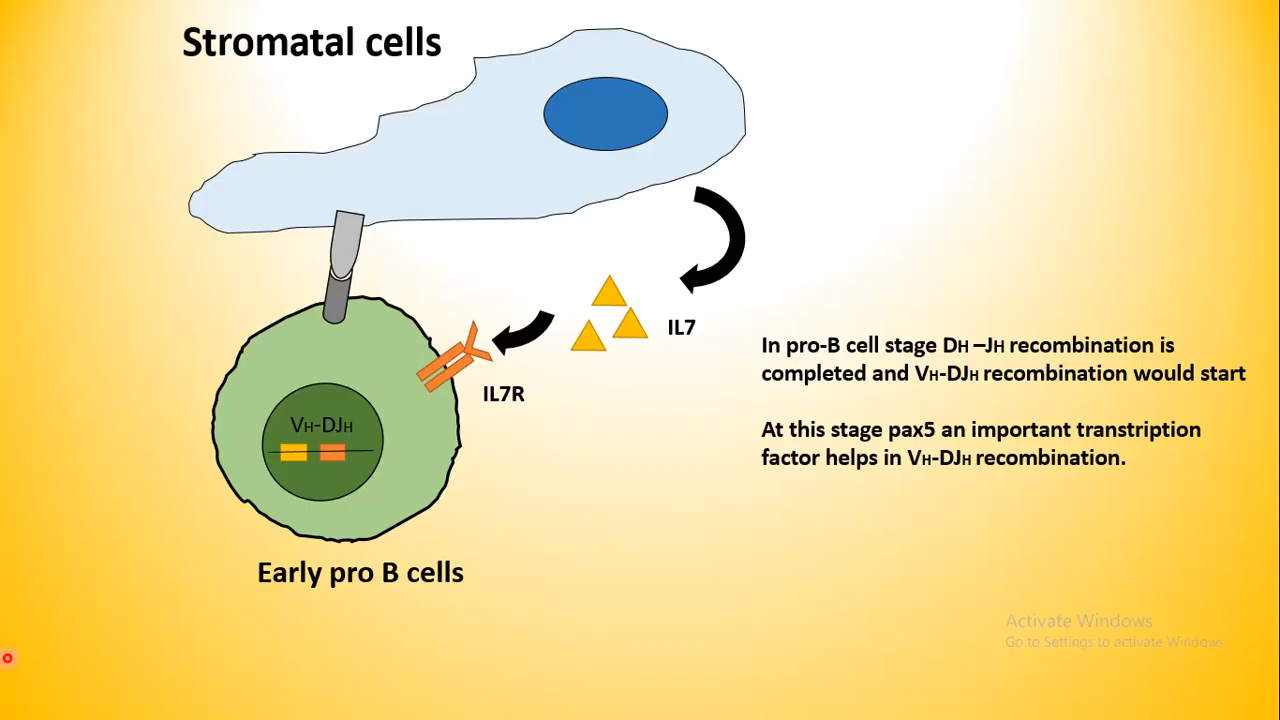 Stromatal cells
IL7
IL7R
VH-DJH
Early pro B cells
In pro-B cell stage DH –JH recombination is
completed and VH-DJH recombination would start
At this stage pax5 an important transtription
factor helps in VH-DJH recombination.
Activate Windows
Go to Settings to activate Windows.